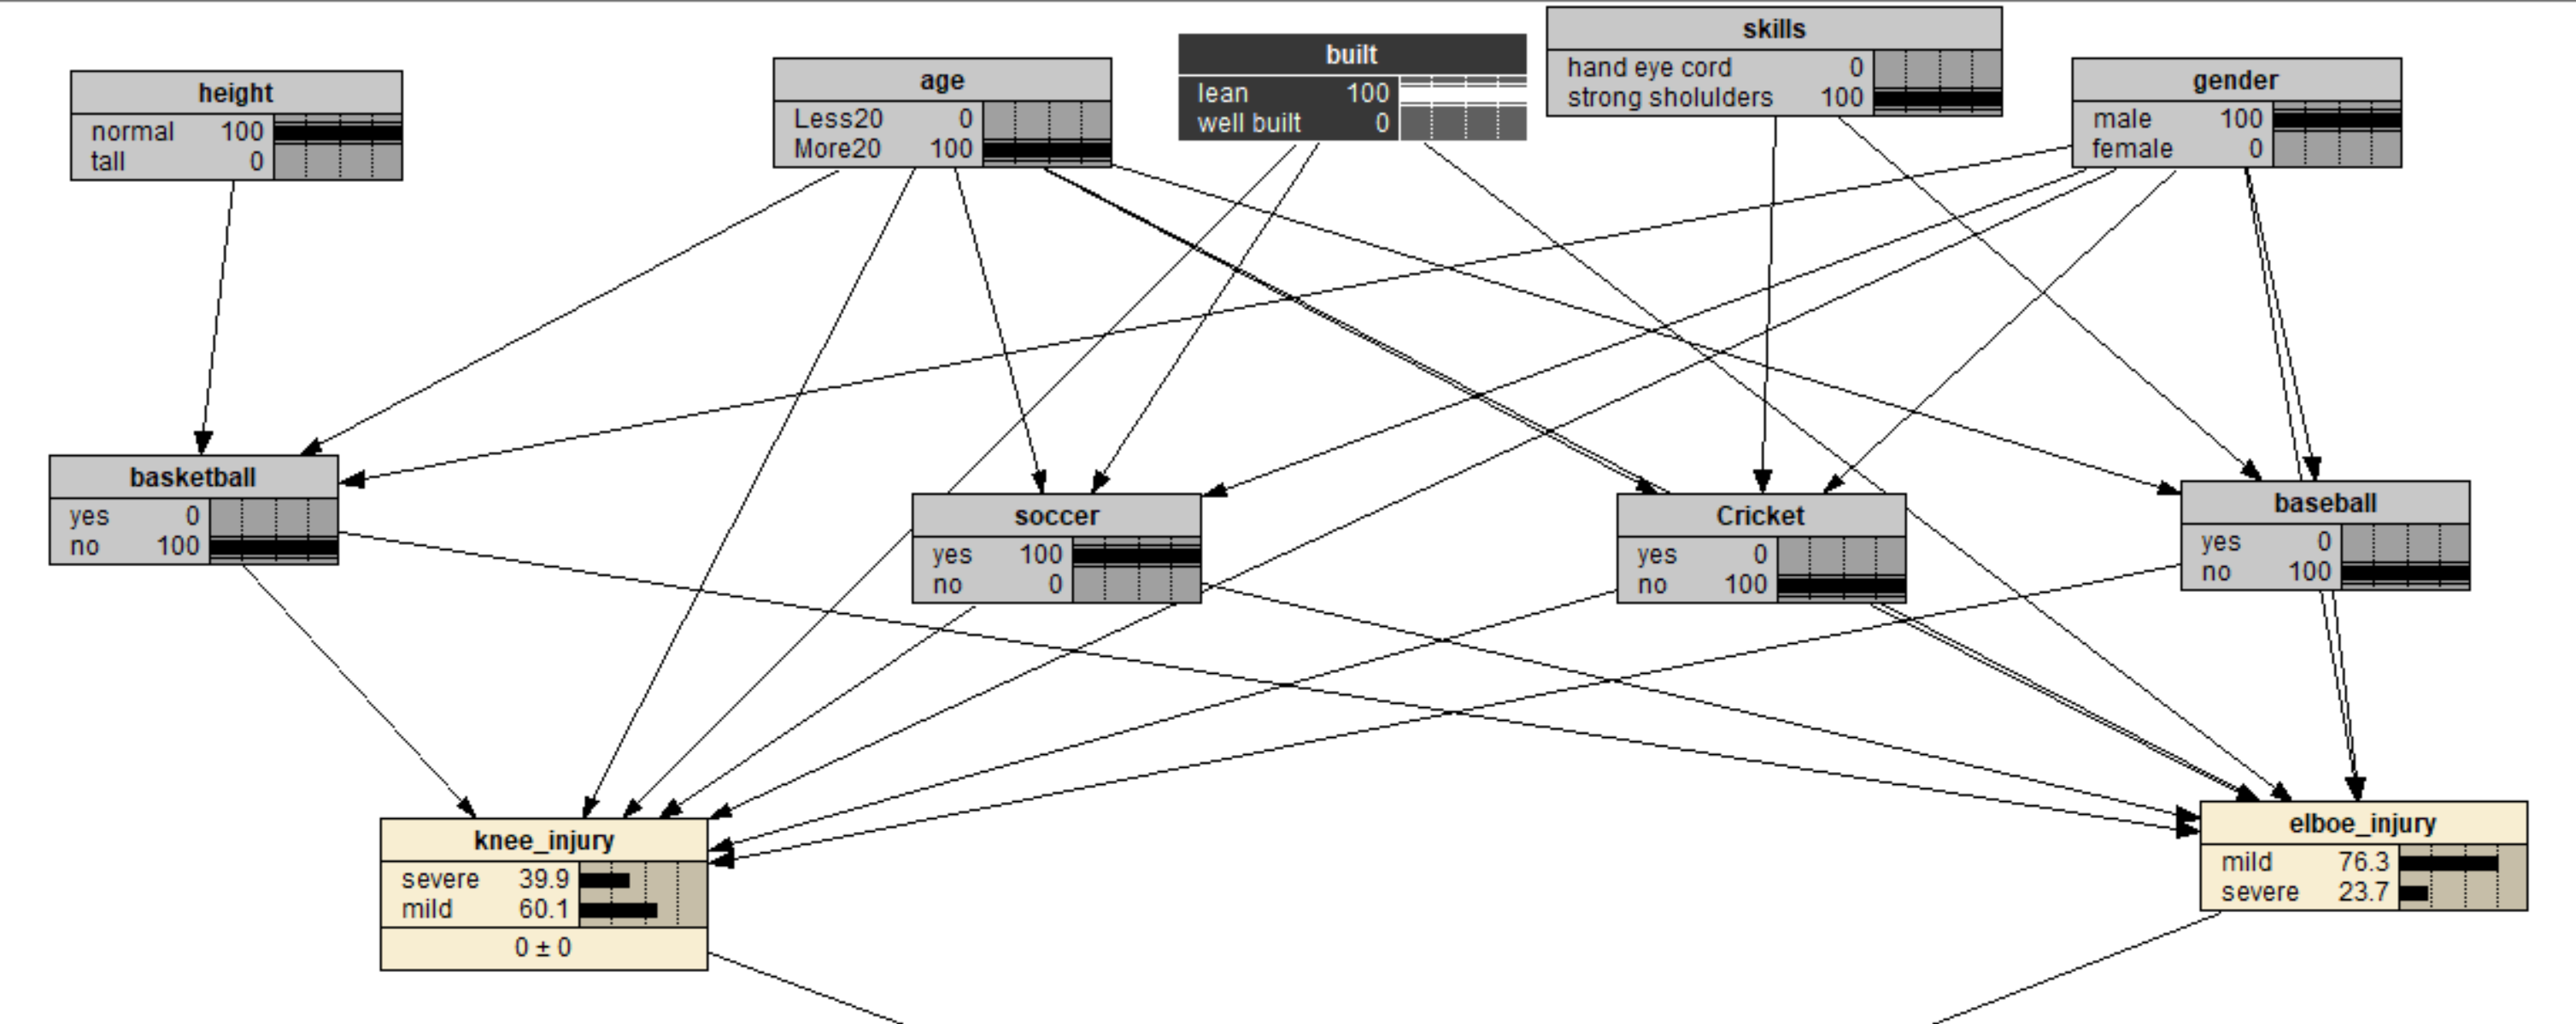 height
normal 100
tall 0
age
Less20 0
More20 100
built
lean 100
well built 0
skills
hand eye cord 0
strong sholulders 100
gender
male 100
female 0
basketball
yes 0
no 100
soccer
yes 100
no 0
Cricket
yes 0
no 100
baseball
yes 0
no 100
knee_injury
severe 39.9
mild 60.1
0 ± 0
elboe_injury
mild 76.3
severe 23.7